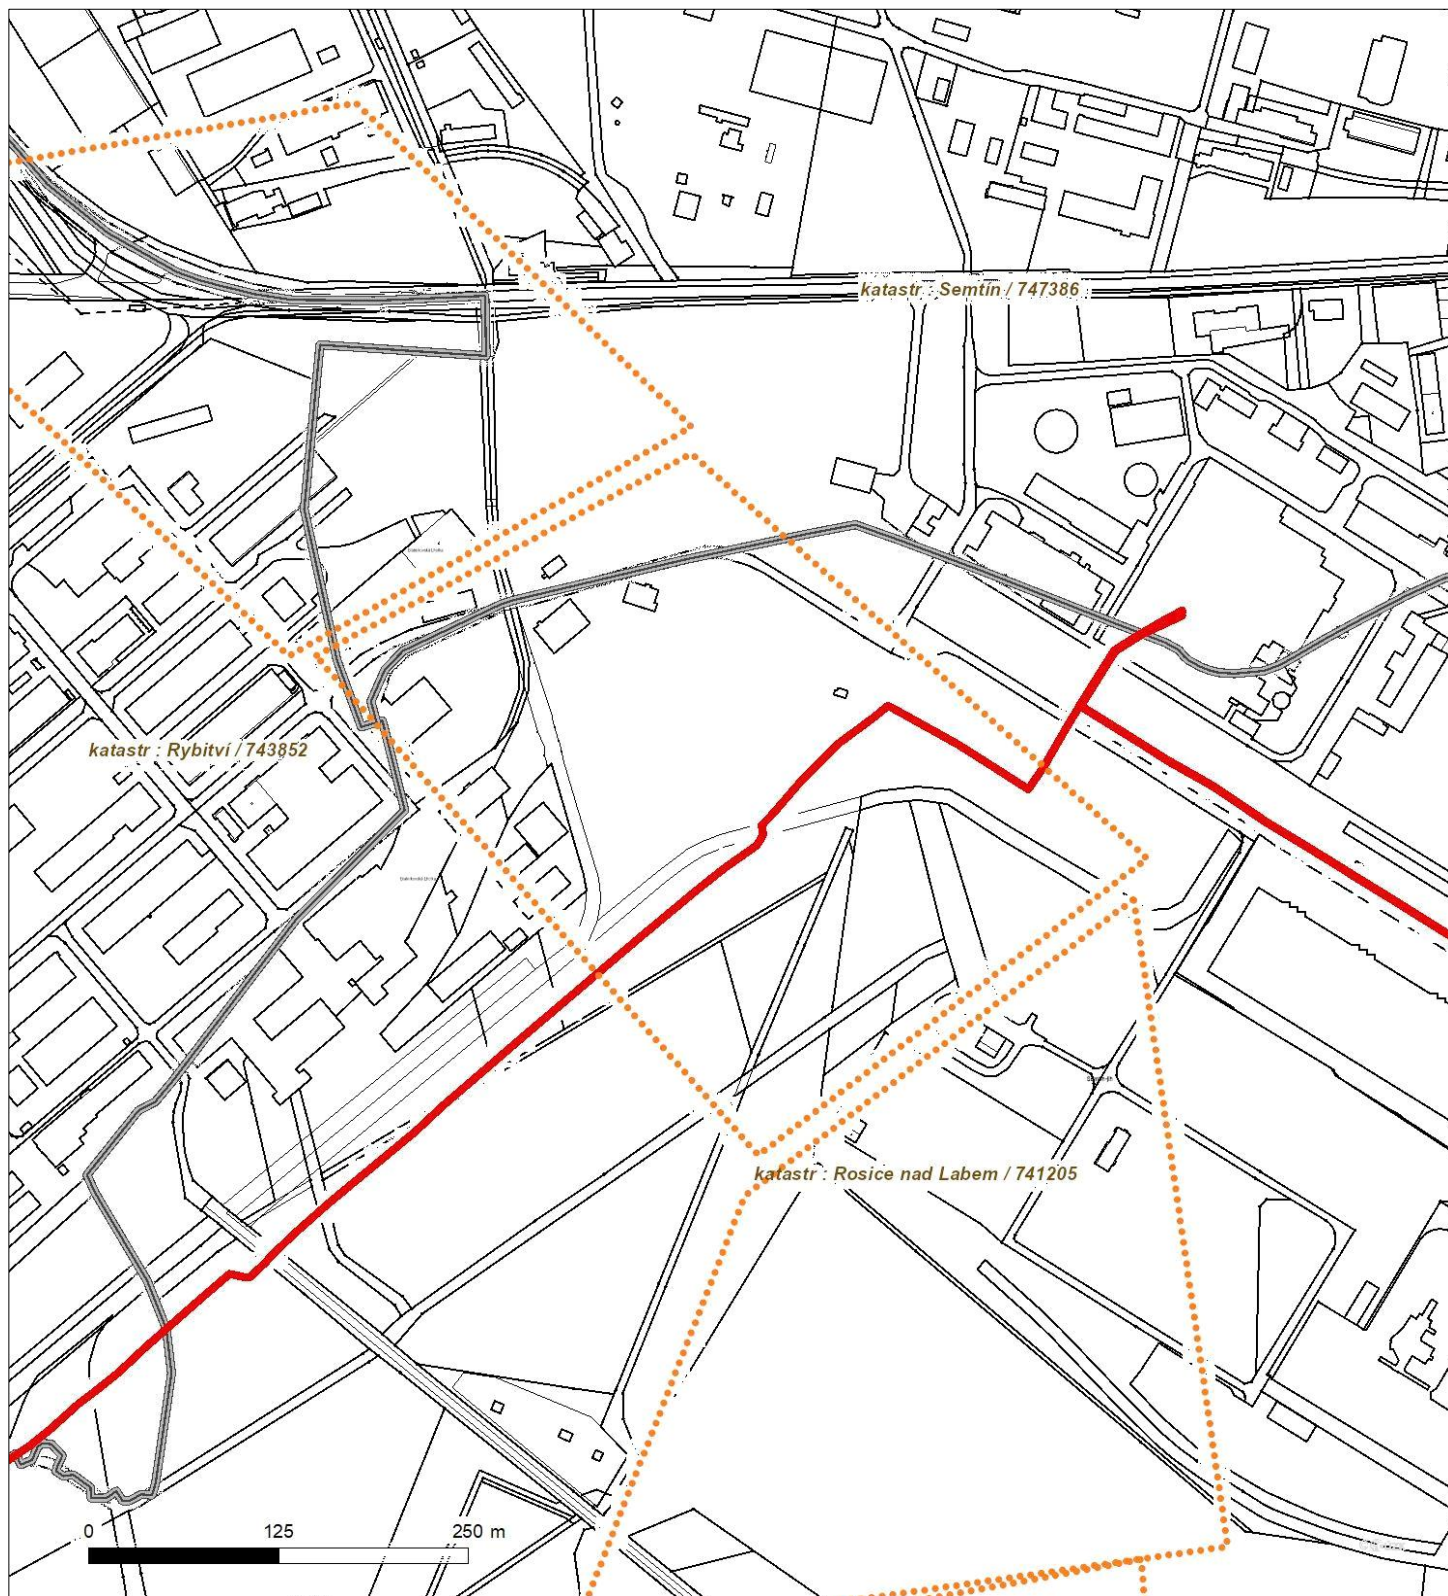 katastr : Semtín / 747386
katastr : Rybitví / 743852
katastr : Rosice nad Labem / 741205
0 125 250 m